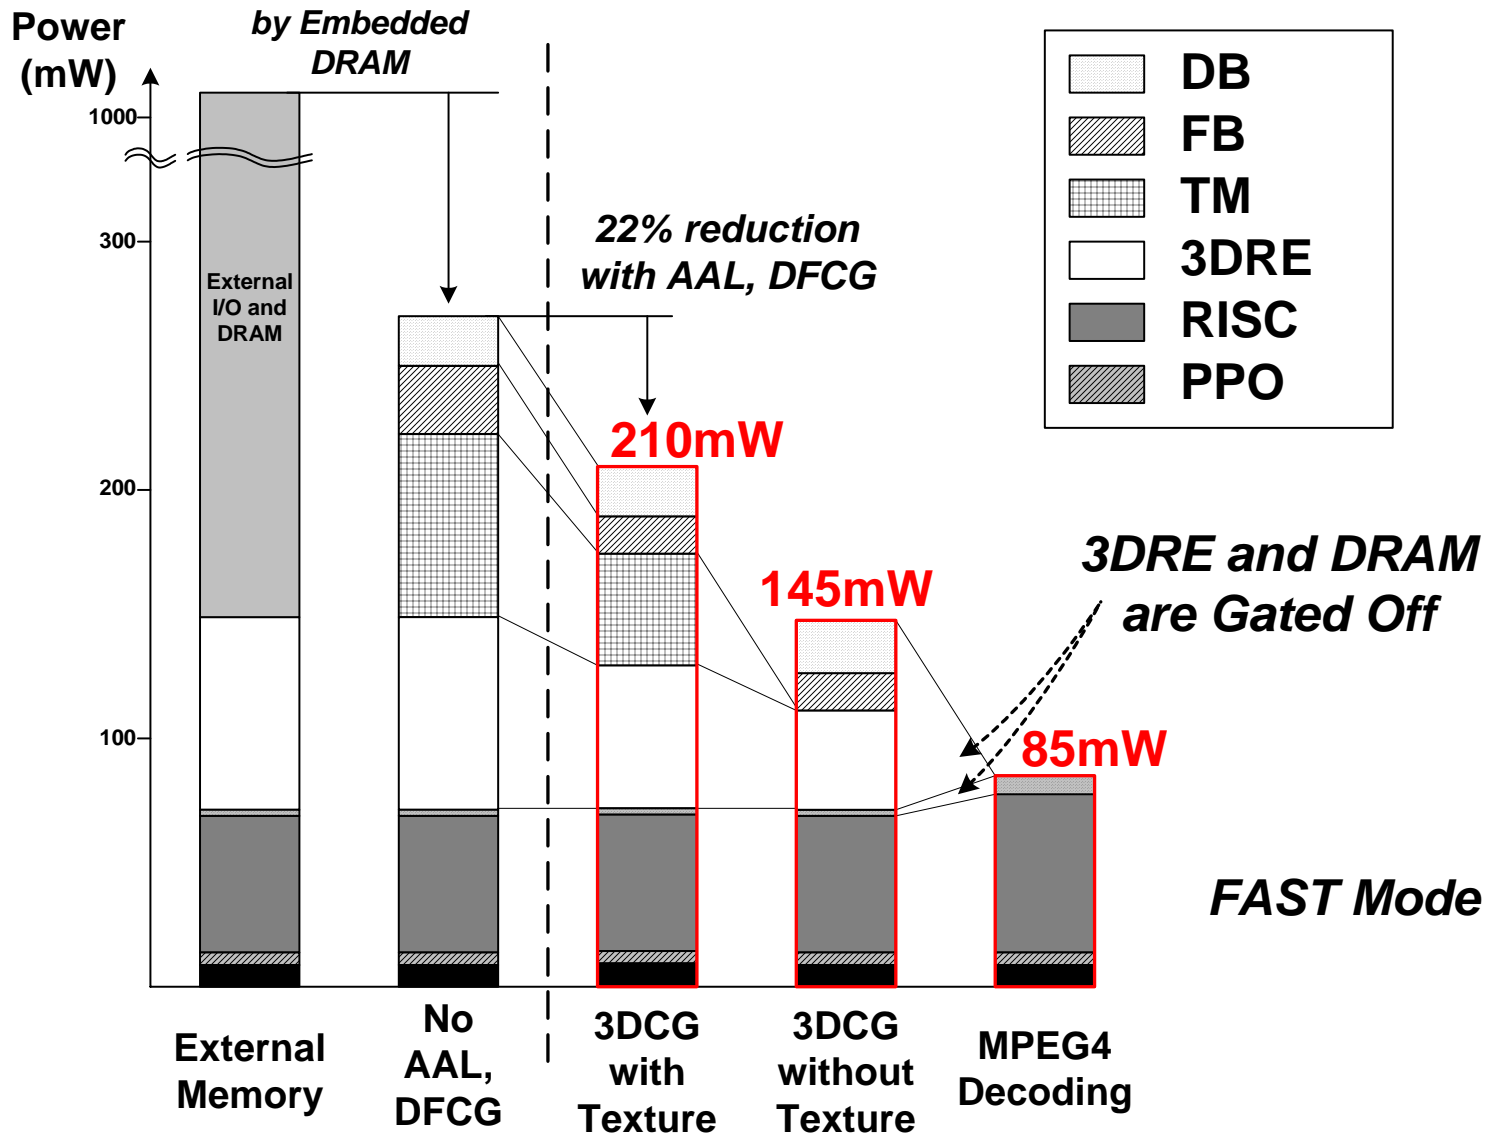 Power
(mW)
by Embedded
DRAM
1000
300
200
100
External
I/O and
DRAM
22% reduction
with AAL, DFCG
210mW
145mW
85mW
DB
FB
TM
3DRE
RISC
PPO
3DRE and DRAM
are Gated Off
FAST Mode
External
Memory
No
AAL,
DFCG
3DCG
with
Texture
3DCG
without
Texture
MPEG4
Decoding